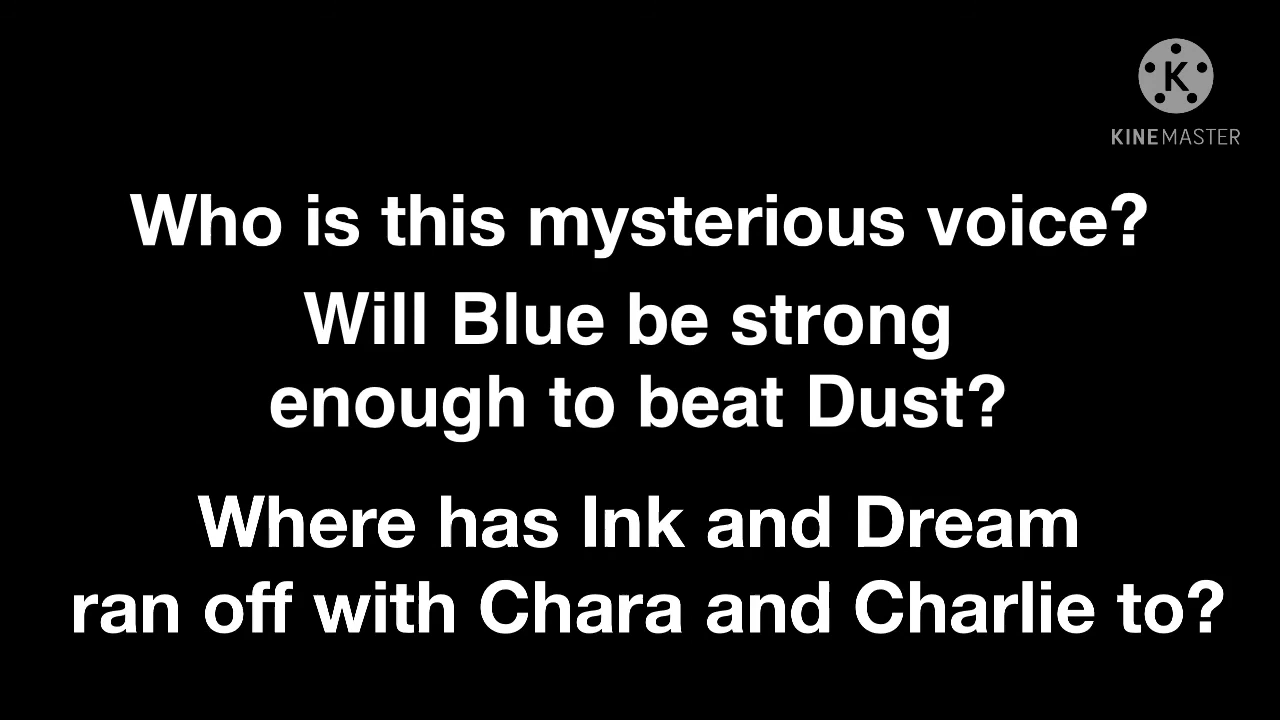 K
KINEMASTER
Who is this mysterious voice?
Will Blue be strong
enough to beat Dust?
Where has Ink and Dream
ran off with Chara and Charlie to?